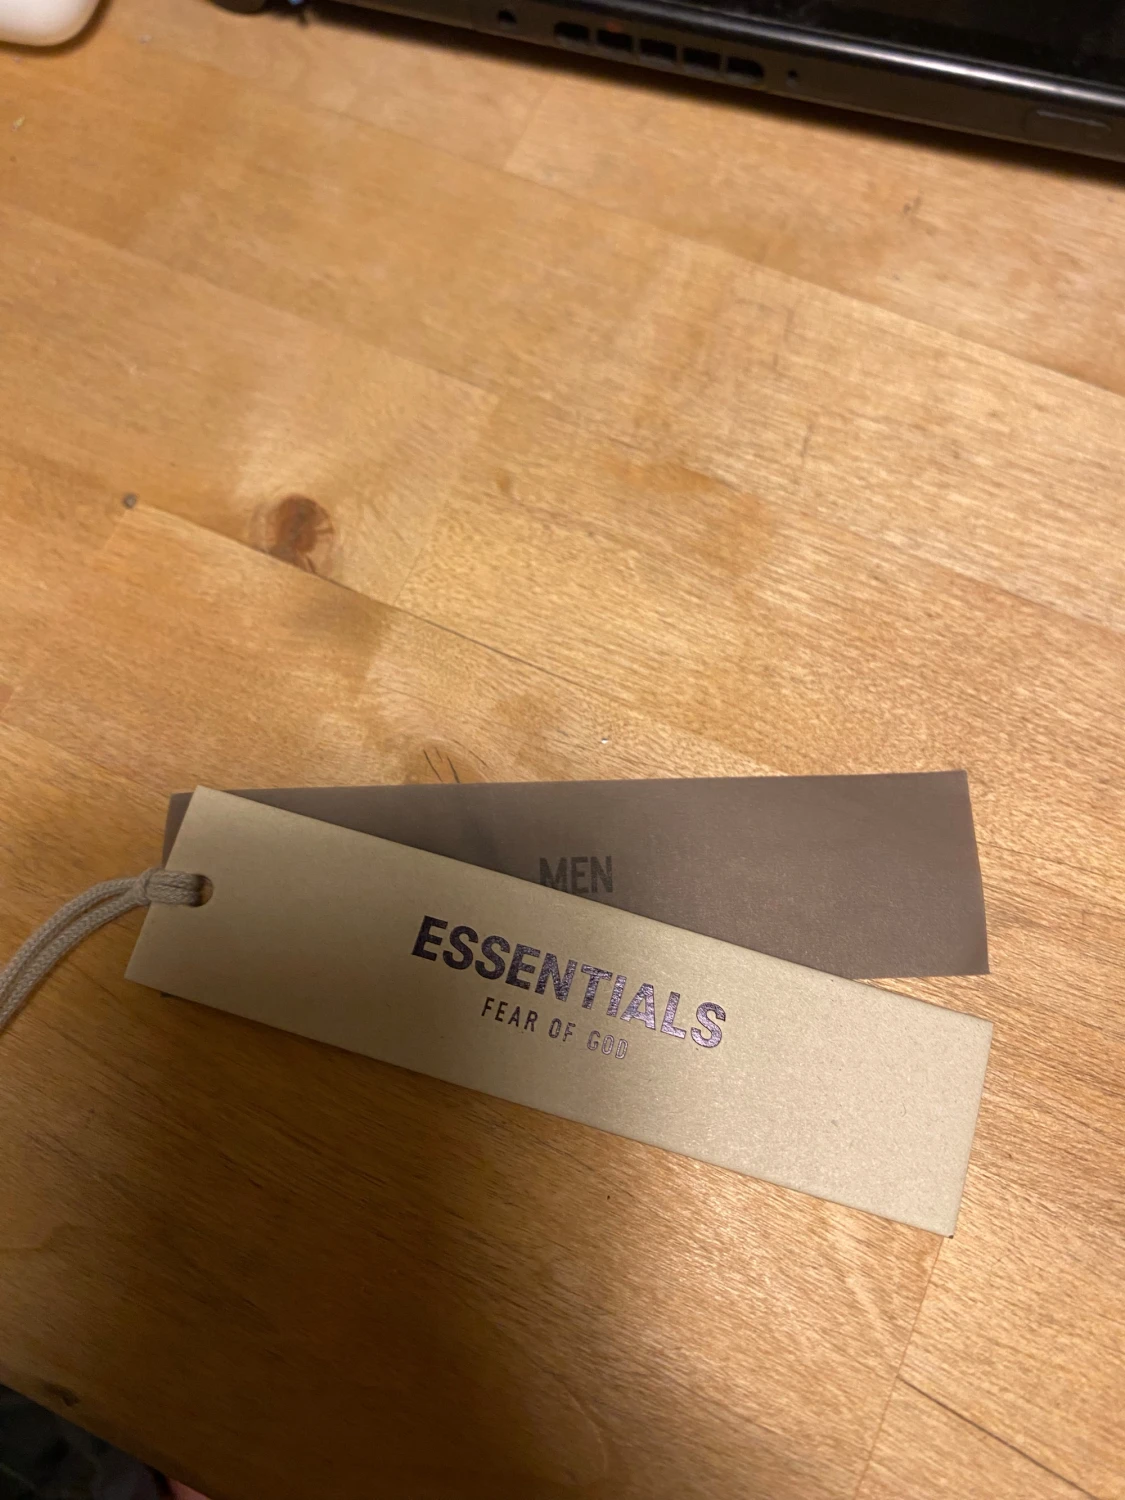 MEN
ESSENTIALS
FEAR OF GOD